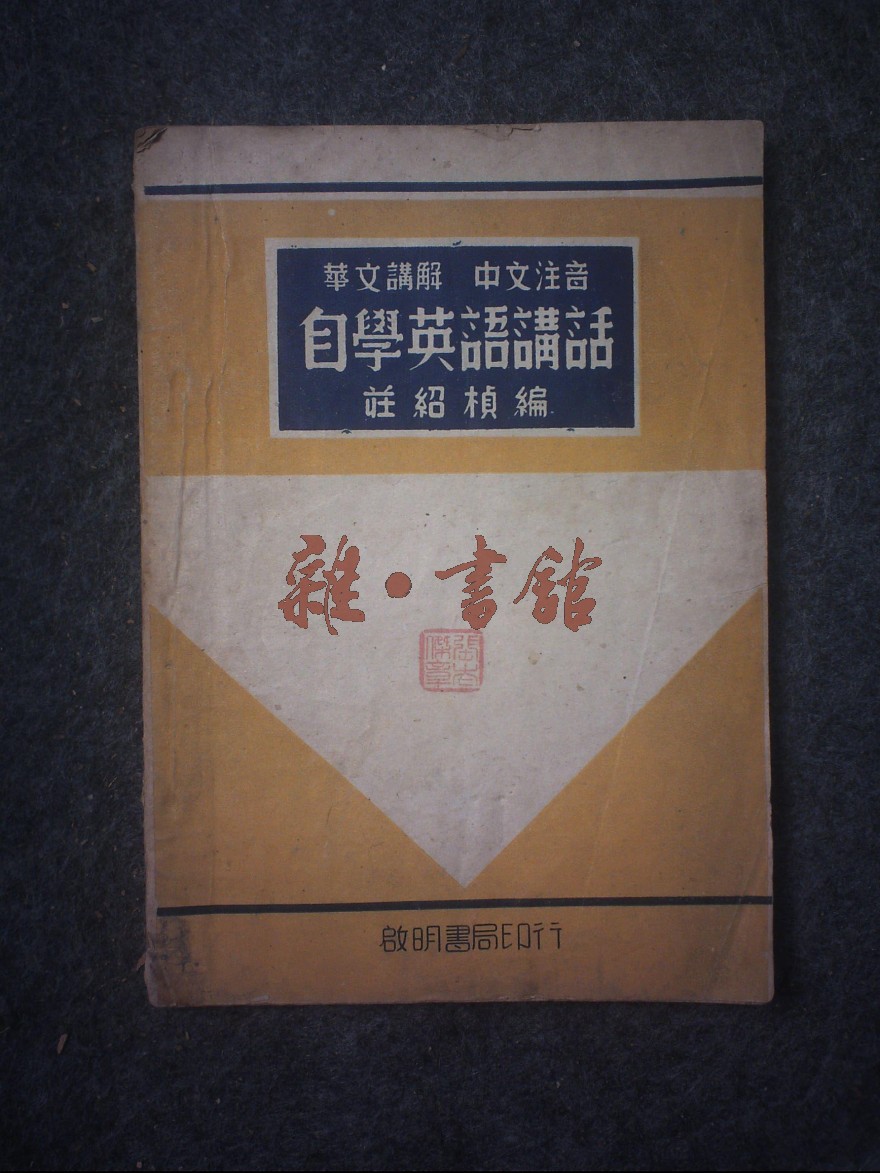 華文講解 中文注音
自學英語講話
莊紹楨編
雜•書館
啟明書局印行